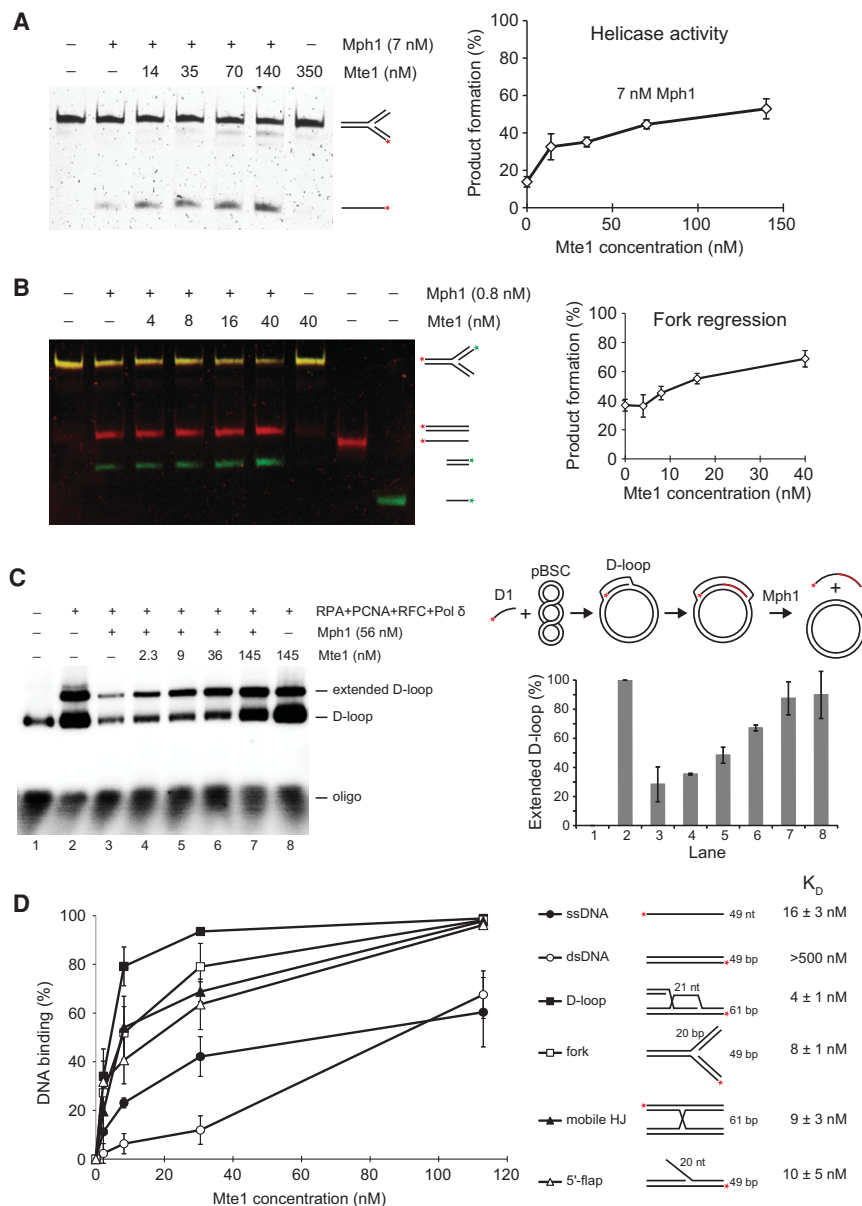 A
– + + + + + – Mph1 (7 nM)
– – 14 35 70 140 350 Mte1 (nM)
Helicase activity
7 nM Mph1
Product formation (%)
100
80
60
40
20
0
0 50 100 150
Mte1 concentration (nM)
B
– + + + + + – – – Mph1 (0.8 nM)
– – 4 8 16 40 40 – – Mte1 (nM)
Fork regression
Product formation (%)
100
80
60
40
20
0
0 10 20 30 40
Mte1 concentration (nM)
C
– + + + + + + + RPA+PCNA+RFC+Pol δ
– – + + + + + – Mph1 (56 nM)
– – – 2.3 9 36 145 145 Mte1 (nM)
extended D-loop
D-loop
oligo
1 2 3 4 5 6 7 8
D1 + pBSC D-loop Mph1 +
Extended D-loop (%)
100
80
60
40
20
0
1 2 3 4 5 6 7 8
Lane
D
DNA binding (%)
100
80
60
40
20
0
0 20 40 60 80 100 120
Mte1 concentration (nM)
KD
ssDNA 49 nt 16 ± 3 nM
dsDNA 49 bp >500 nM
D-loop 21 nt 61 bp 4 ± 1 nM
fork 20 bp 49 bp 8 ± 1 nM
mobile HJ 61 bp 9 ± 3 nM
5'-flap 20 nt 49 bp 10 ± 5 nM